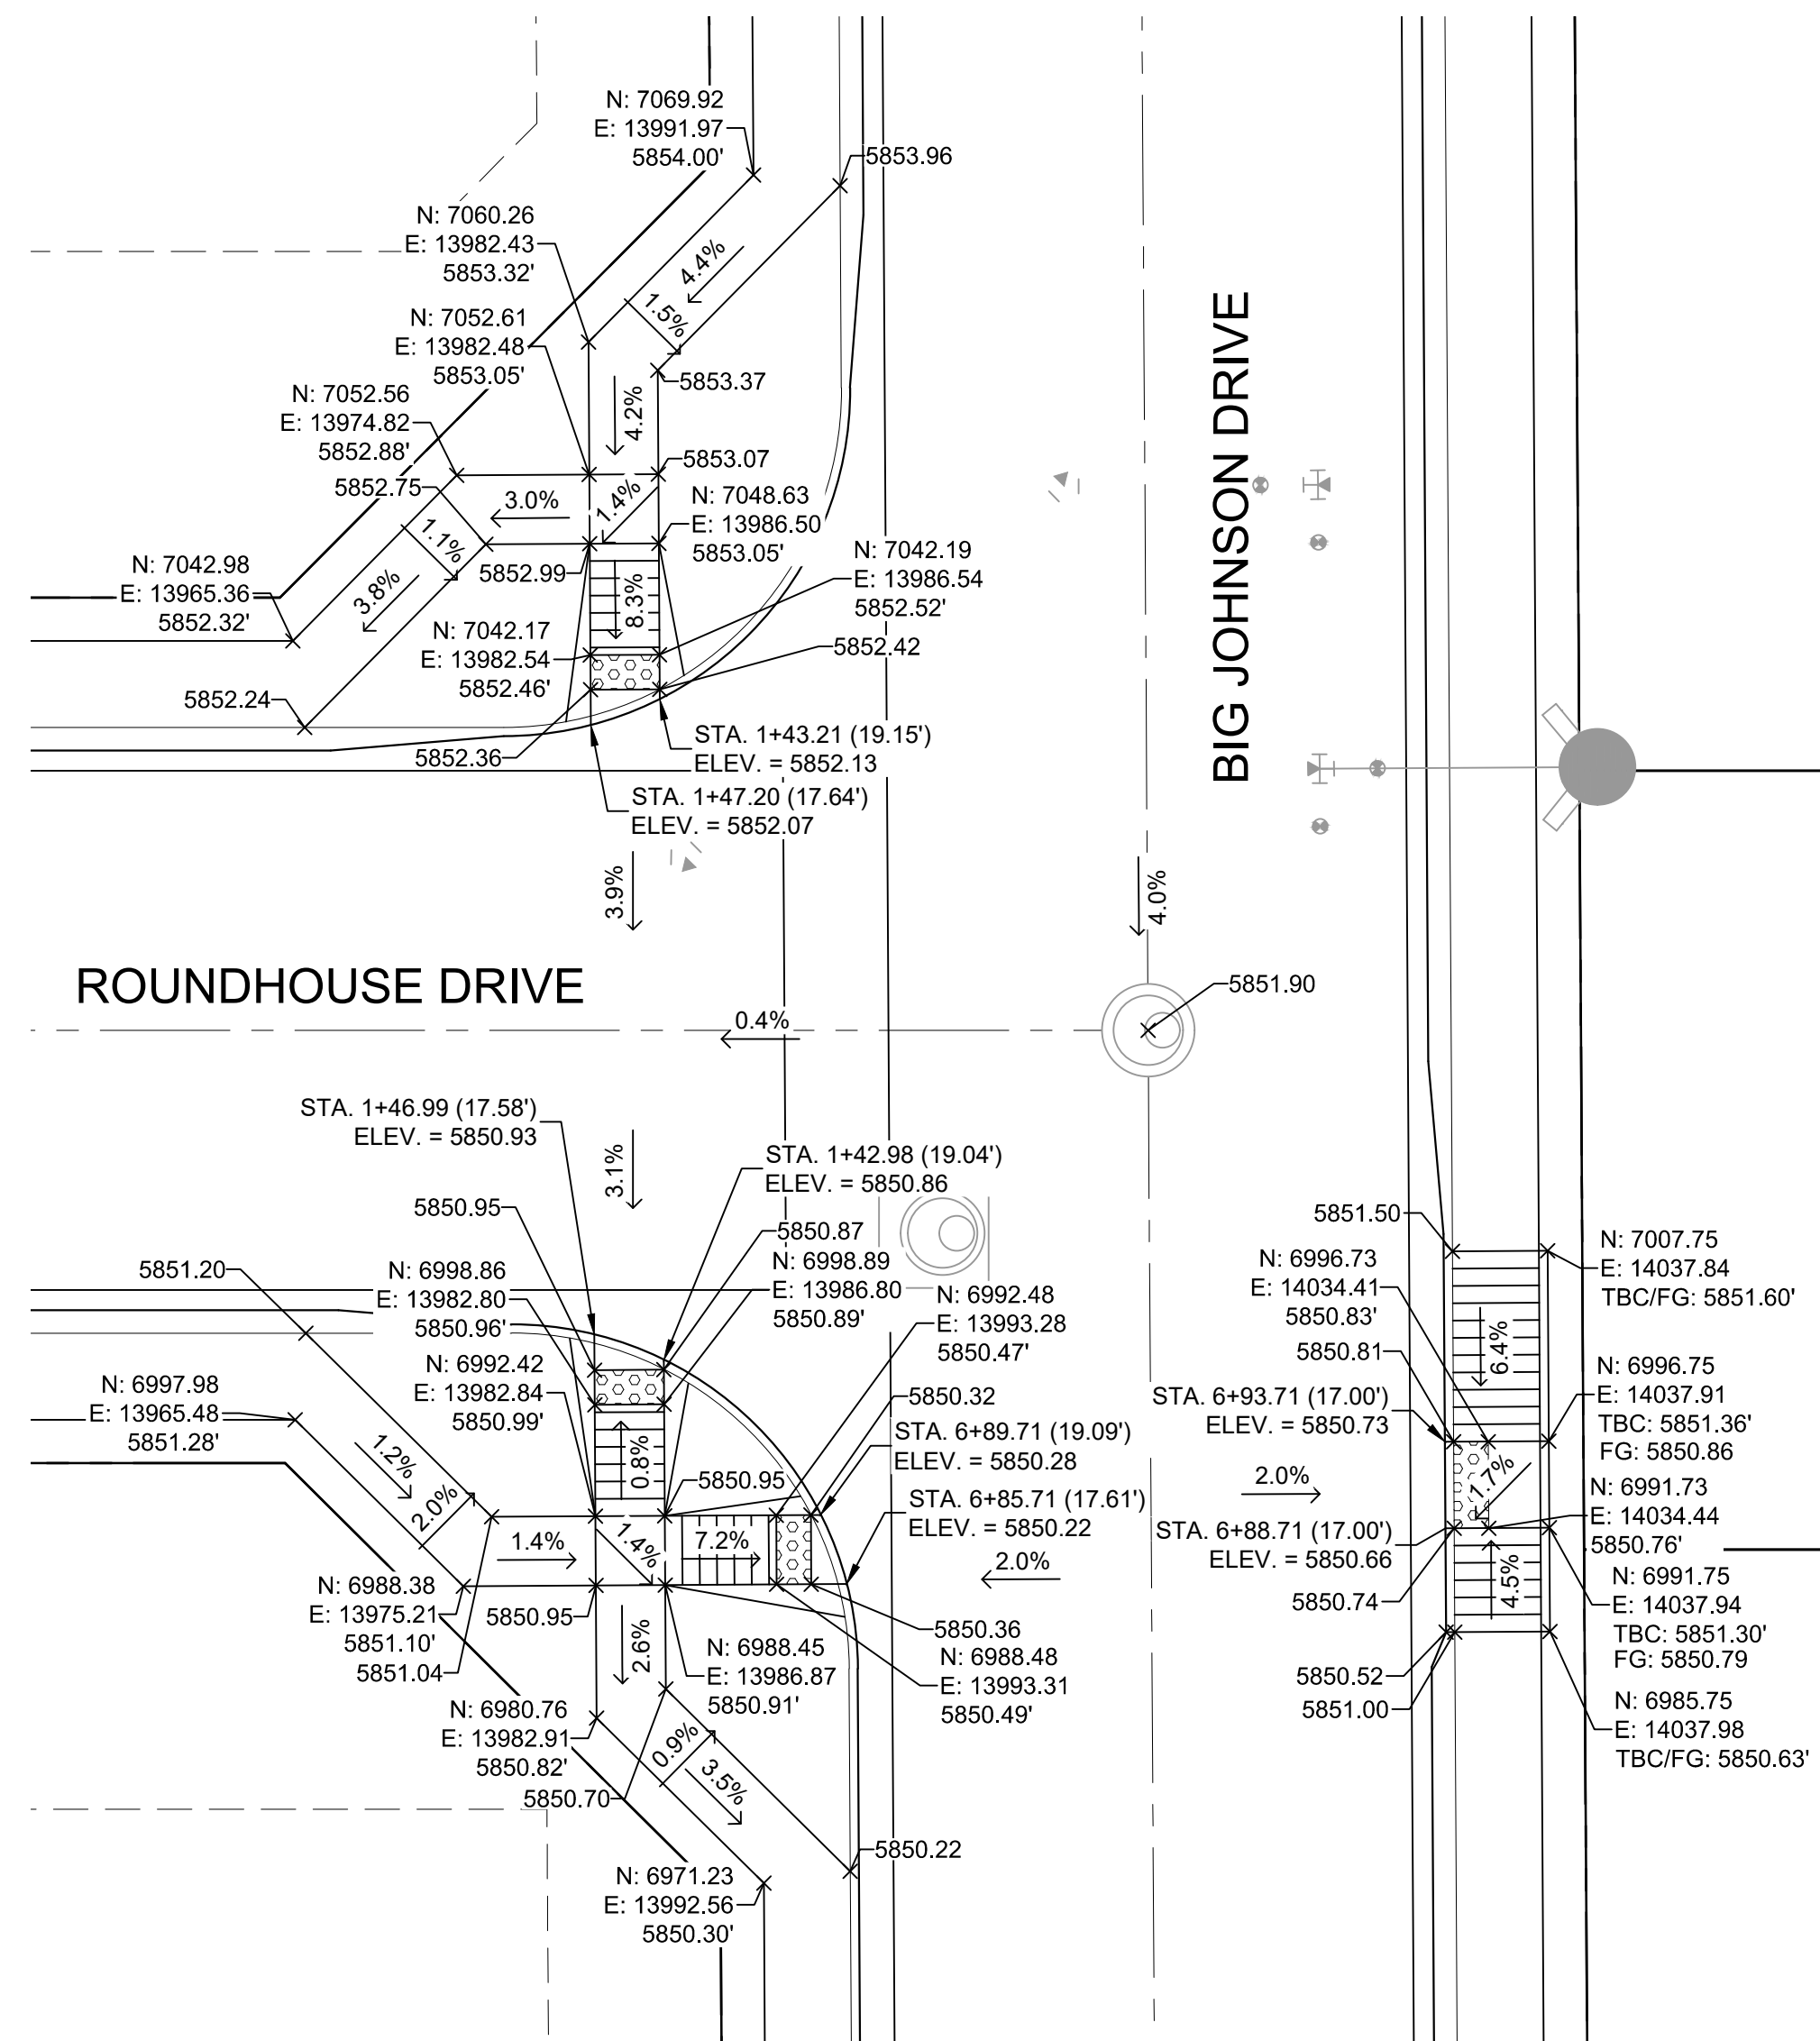 N: 7069.92
E: 13991.97
5854.00'
5853.96
N: 7060.26
E: 13982.43
5853.32'
4.4%
1.5%
N: 7052.61
E: 13982.48
5853.05'
5853.37
N: 7052.56
E: 13974.82
5852.88'
4.2%
5853.07
5852.75
3.0%
1.4%
N: 7048.63
E: 13986.50
5853.05'
1.1%
N: 7042.98
E: 13965.36
5852.32'
3.8%
5852.99
8.3%
N: 7042.19
E: 13986.54
5852.52'
N: 7042.17
E: 13982.54
5852.46'
5852.42
5852.24
5852.36
STA. 1+43.21 (19.15')
ELEV. = 5852.13
STA. 1+47.20 (17.64')
ELEV. = 5852.07
BIG JOHNSON DRIVE
3.9%
4.0%
ROUNDHOUSE DRIVE
5851.90
0.4%
STA. 1+46.99 (17.58')
ELEV. = 5850.93
3.1%
STA. 1+42.98 (19.04')
ELEV. = 5850.86
5850.95
5850.87
5851.20
N: 6998.86
E: 13982.80
5850.96'
N: 6998.89
E: 13986.80
5850.89'
N: 6992.48
E: 13993.28
5850.47'
N: 6992.42
E: 13982.84
5850.99'
N: 6997.98
E: 13965.48
5851.28'
5850.32
STA. 6+89.71 (19.09')
ELEV. = 5850.28
1.2%
2.0%
0.8%
5850.95
STA. 6+85.71 (17.61')
ELEV. = 5850.22
1.4%
1.4%
7.2%
2.0%
N: 6988.38
E: 13975.21
5851.10'
5851.04
5850.95
2.6%
5850.36
N: 6988.45
E: 13986.87
5850.91'
N: 6988.48
E: 13993.31
5850.49'
N: 6980.76
E: 13982.91
5850.82'
0.9%
3.5%
5850.70
5850.22
N: 6971.23
E: 13992.56
5850.30'
5851.50
N: 7007.75
E: 14037.84
TBC/FG: 5851.60'
N: 6996.73
E: 14034.41
5850.83'
6.4%
5850.81
N: 6996.75
E: 14037.91
TBC: 5851.36'
FG: 5850.86
STA. 6+93.71 (17.00')
ELEV. = 5850.73
2.0%
1.7%
N: 6991.73
E: 14034.44
5850.76'
STA. 6+88.71 (17.00')
ELEV. = 5850.66
4.5%
5850.74
N: 6991.75
E: 14037.94
TBC: 5851.30'
FG: 5850.79
5850.52
5851.00
N: 6985.75
E: 14037.98
TBC/FG: 5850.63'